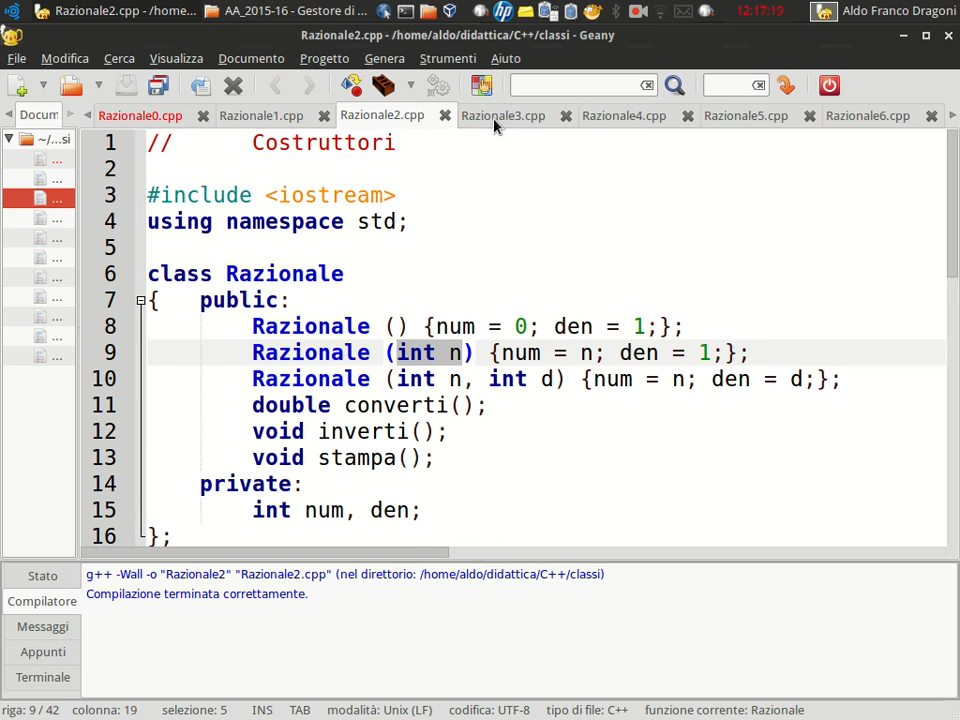 Razionale2.cpp - /home... AA_2015-16 - Gestore di ... 12:17:19 Aldo Franco Dragoni
Razionale2.cpp - /home/aldo/didattica/C++/classi - Geany
File Modifica Cerca Visualizza Documento Progetto Genera Strumenti Aiuto
Docum Razionale0.cpp Razionale1.cpp Razionale2.cpp Razionale3.cpp Razionale4.cpp Razionale5.cpp Razionale6.cpp
~/...si
...
...
...
...
...
...
...
...
...
...
...
1 // Costruttori
2
3 #include <iostream>
4 using namespace std;
5
6 class Razionale
7 { public:
8 Razionale () {num = 0; den = 1;};
9 Razionale (int n) {num = n; den = 1;};
10 Razionale (int n, int d) {num = n; den = d;};
11 double converti();
12 void inverti();
13 void stampa();
14 private:
15 int num, den;
16 };
Stato
Compilatore
Messaggi
Appunti
Terminale
g++ -Wall -o "Razionale2" "Razionale2.cpp" (nel direttorio: /home/aldo/didattica/C++/classi)
Compilazione terminata correttamente.
riga: 9 / 42 colonna: 19 selezione: 5 INS TAB modalità: Unix (LF) codifica: UTF-8 tipo di file: C++ funzione corrente: Razionale